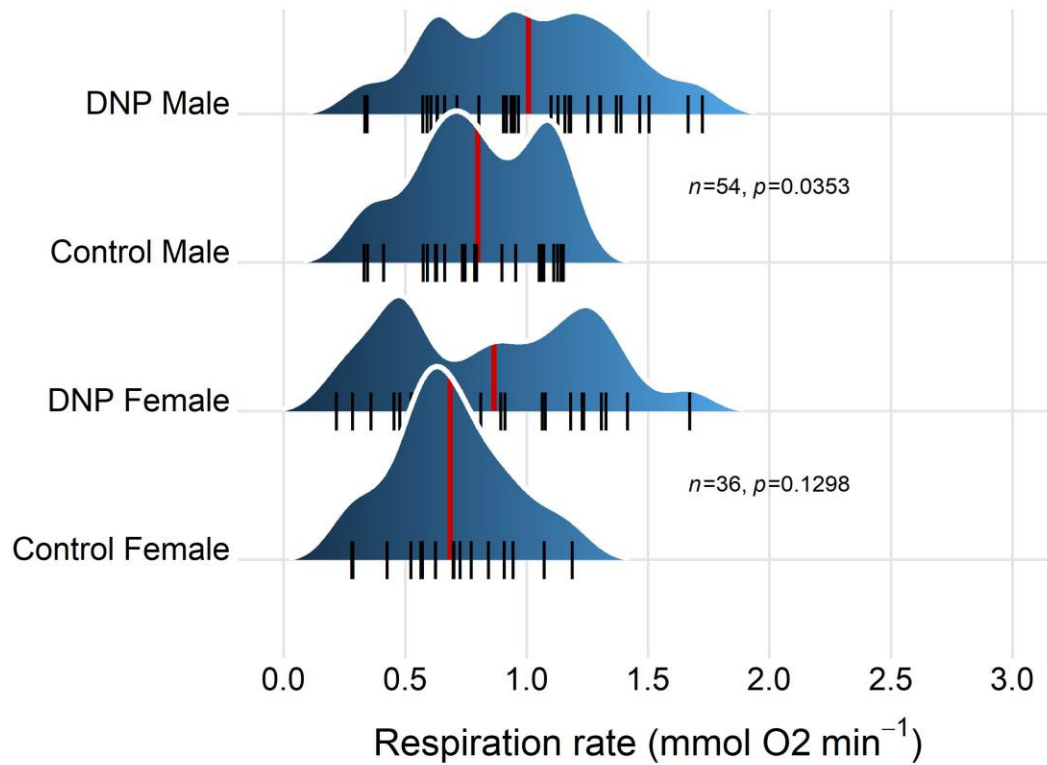 DNP Male
n=54, p=0.0353
Control Male
DNP Female
n=36, p=0.1298
Control Female
0.0 0.5 1.0 1.5 2.0 2.5 3.0
Respiration rate (mmol O2 min⁻¹)